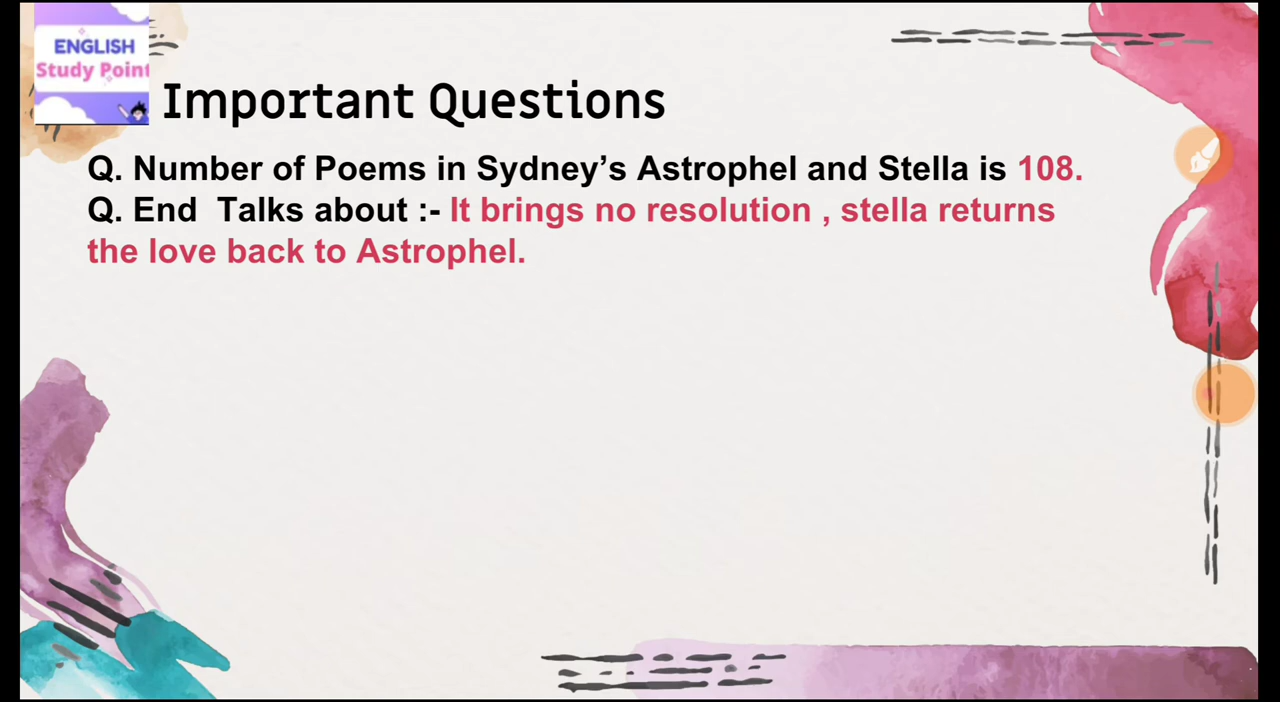 ENGLISH
Study Point
Important Questions
Q. Number of Poems in Sydney’s Astrophel and Stella is 108.
Q. End Talks about :- It brings no resolution , stella returns
the love back to Astrophel.